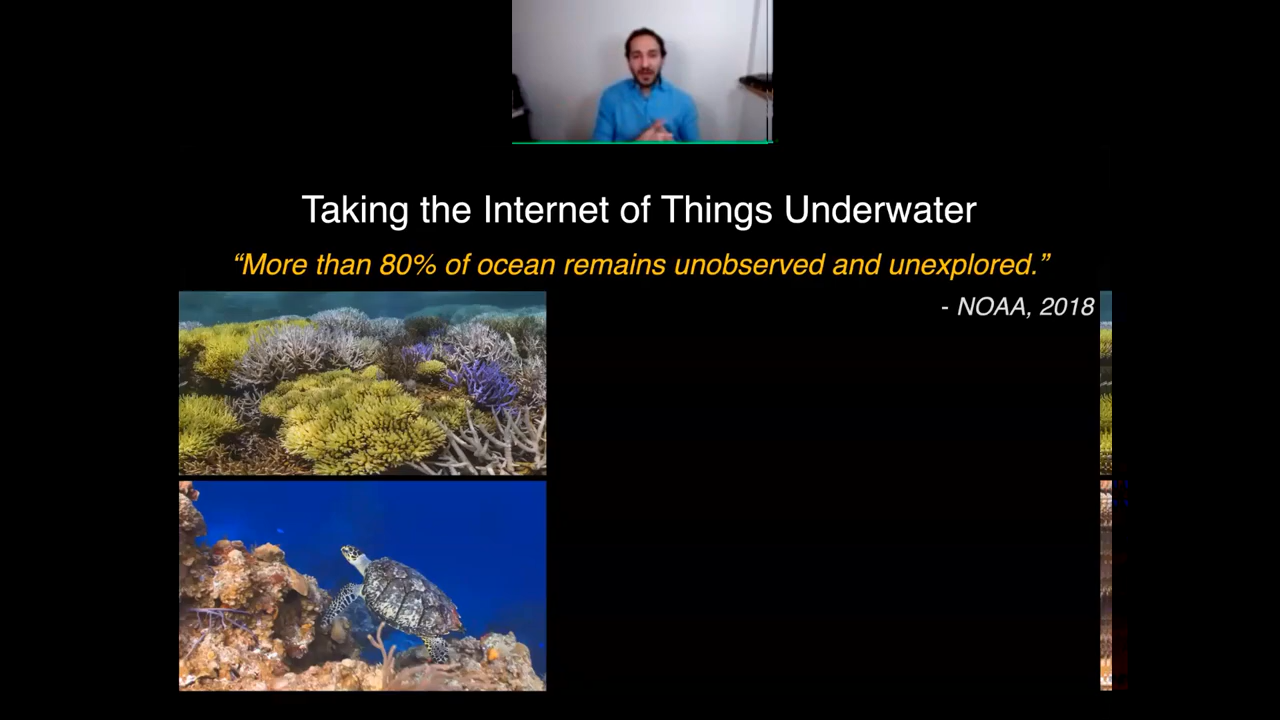 Taking the Internet of Things Underwater
“More than 80% of ocean remains unobserved and unexplored.”
- NOAA, 2018